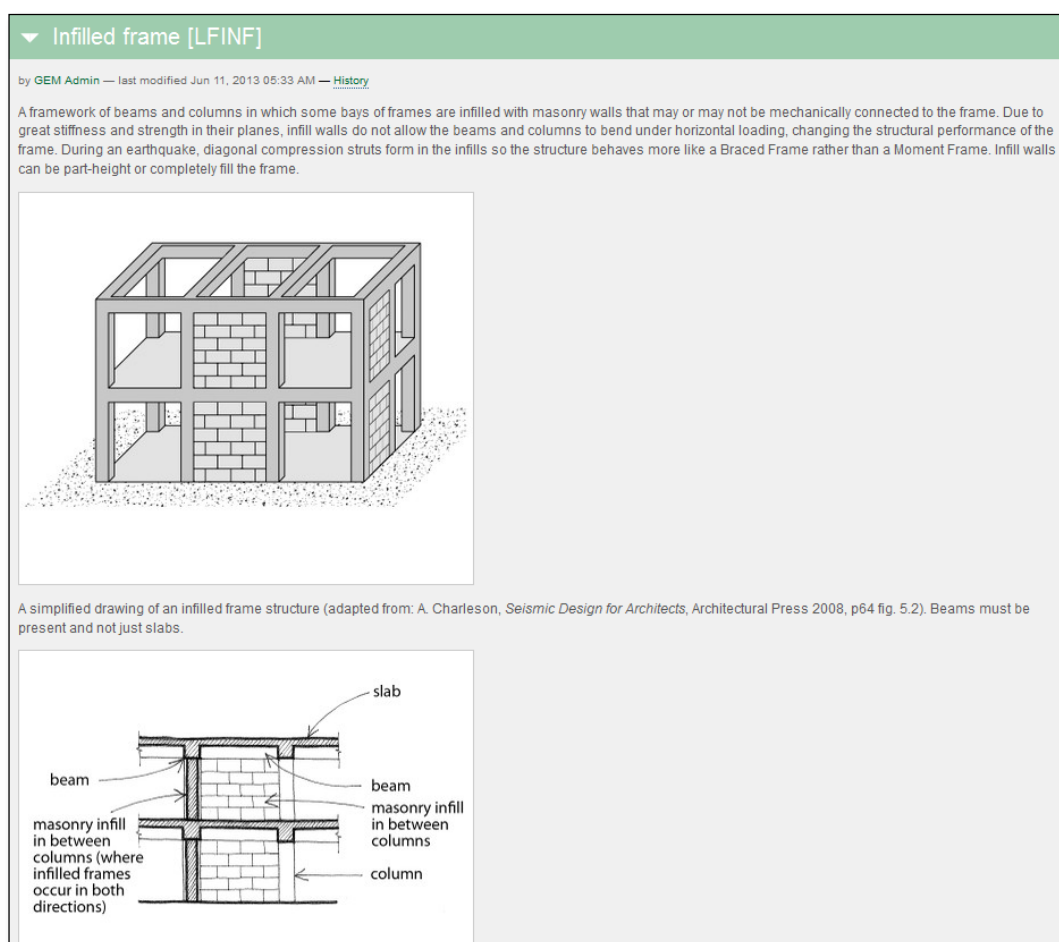 Infilled frame [LFINF]
by GEM Admin — last modified Jun 11, 2013 05:33 AM — History
A framework of beams and columns in which some bays of frames are infilled with masonry walls that may or may not be mechanically connected to the frame. Due to
great stiffness and strength in their planes, infill walls do not allow the beams and columns to bend under horizontal loading, changing the structural performance of the
frame. During an earthquake, diagonal compression struts form in the infills so the structure behaves more like a Braced Frame rather than a Moment Frame. Infill walls
can be part-height or completely fill the frame.
A simplified drawing of an infilled frame structure (adapted from: A. Charleson, Seismic Design for Architects, Architectural Press 2008, p64 fig. 5.2). Beams must be
present and not just slabs.
slab
beam
beam
masonry infill
in between
columns (where
infilled frames
occur in both
directions)
masonry infill
in between
columns
column